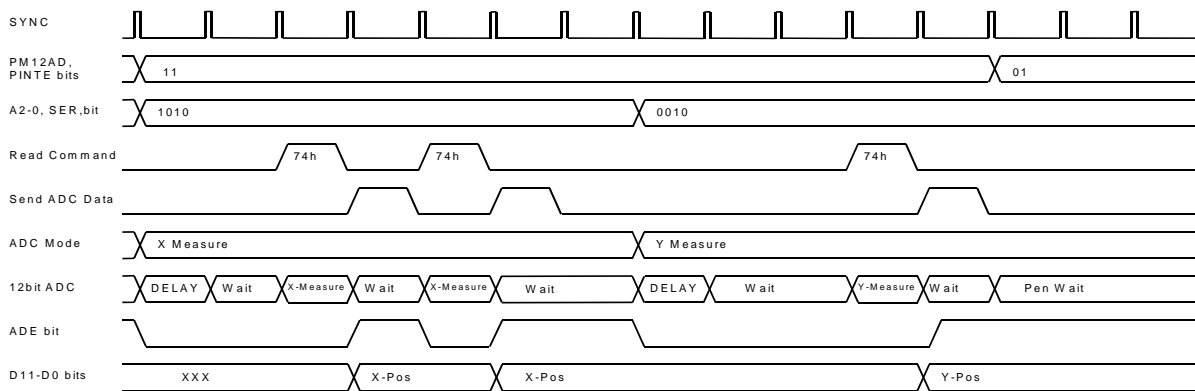 SYNC
PM12AD,
PINTE bits
11
01
A2-0, SER,bit
1010
0010
Read Command
74h
74h
74h
Send ADC Data
ADC Mode
X Measure
Y Measure
12bit ADC
DELAY
Wait
X-Measure
Wait
X-Measure
Wait
DELAY
Wait
Y-Measure
Wait
Pen Wait
ADE bit
D11-D0 bits
XXX
X-Pos
X-Pos
Y-Pos